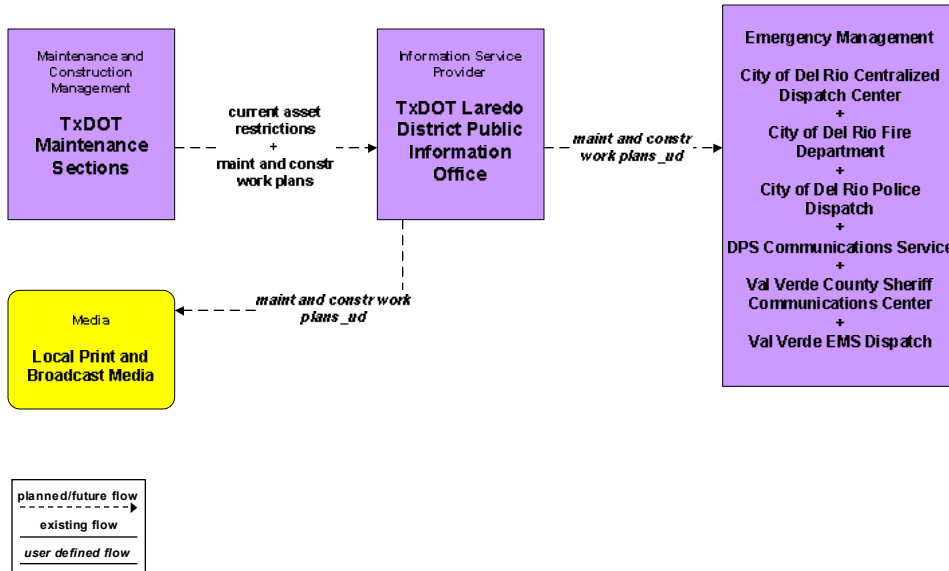 Maintenance and
Construction
Management
TxDOT
Maintenance
Sections
current asset
restrictions
+
maint and constr
work plans
Information Service
Provider
TxDOT Laredo
District Public
Information
Office
maint and constr
work plans_ud
Emergency Management
City of Del Rio Centralized
Dispatch Center
+
City of Del Rio Fire
Department
+
City of Del Rio Police
Dispatch
+
DPS Communications Service
+
Val Verde County Sheriff
Communications Center
+
Val Verde EMS Dispatch
maint and constr work
plans_ud
Media
Local Print and
Broadcast Media
planned/future flow
existing flow
user defined flow